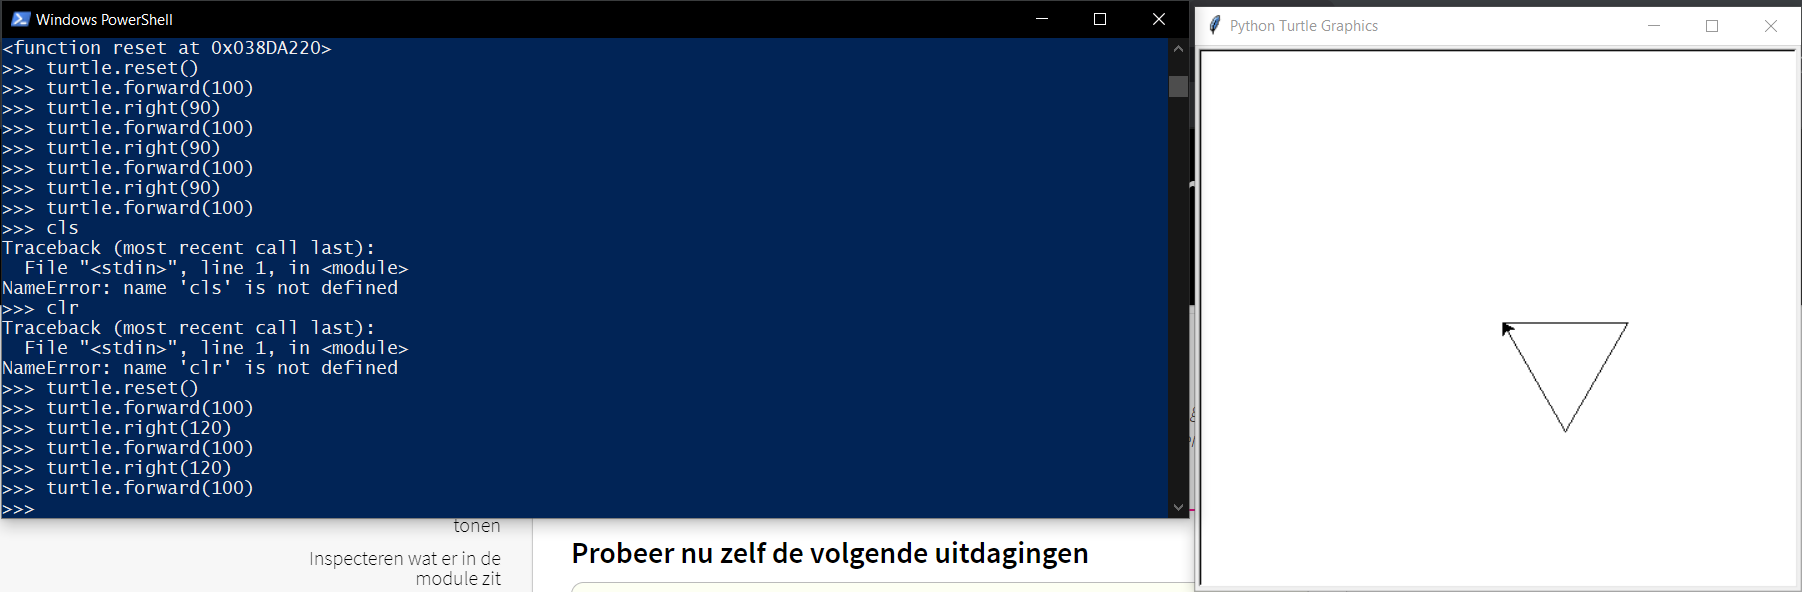 Windows PowerShell
<function reset at 0x038DA220>
>>> turtle.reset()
>>> turtle.forward(100)
>>> turtle.right(90)
>>> turtle.forward(100)
>>> turtle.right(90)
>>> turtle.forward(100)
>>> turtle.right(90)
>>> turtle.forward(100)
>>> cls
Traceback (most recent call last):
  File "<stdin>", line 1, in <module>
NameError: name 'cls' is not defined
>>> clr
Traceback (most recent call last):
  File "<stdin>", line 1, in <module>
NameError: name 'clr' is not defined
>>> turtle.reset()
>>> turtle.forward(100)
>>> turtle.right(120)
>>> turtle.forward(100)
>>> turtle.right(120)
>>> turtle.forward(100)
>>>
Python Turtle Graphics
tonen
Inspecteren wat er in de
module zit
Probeer nu zelf de volgende uitdagingen